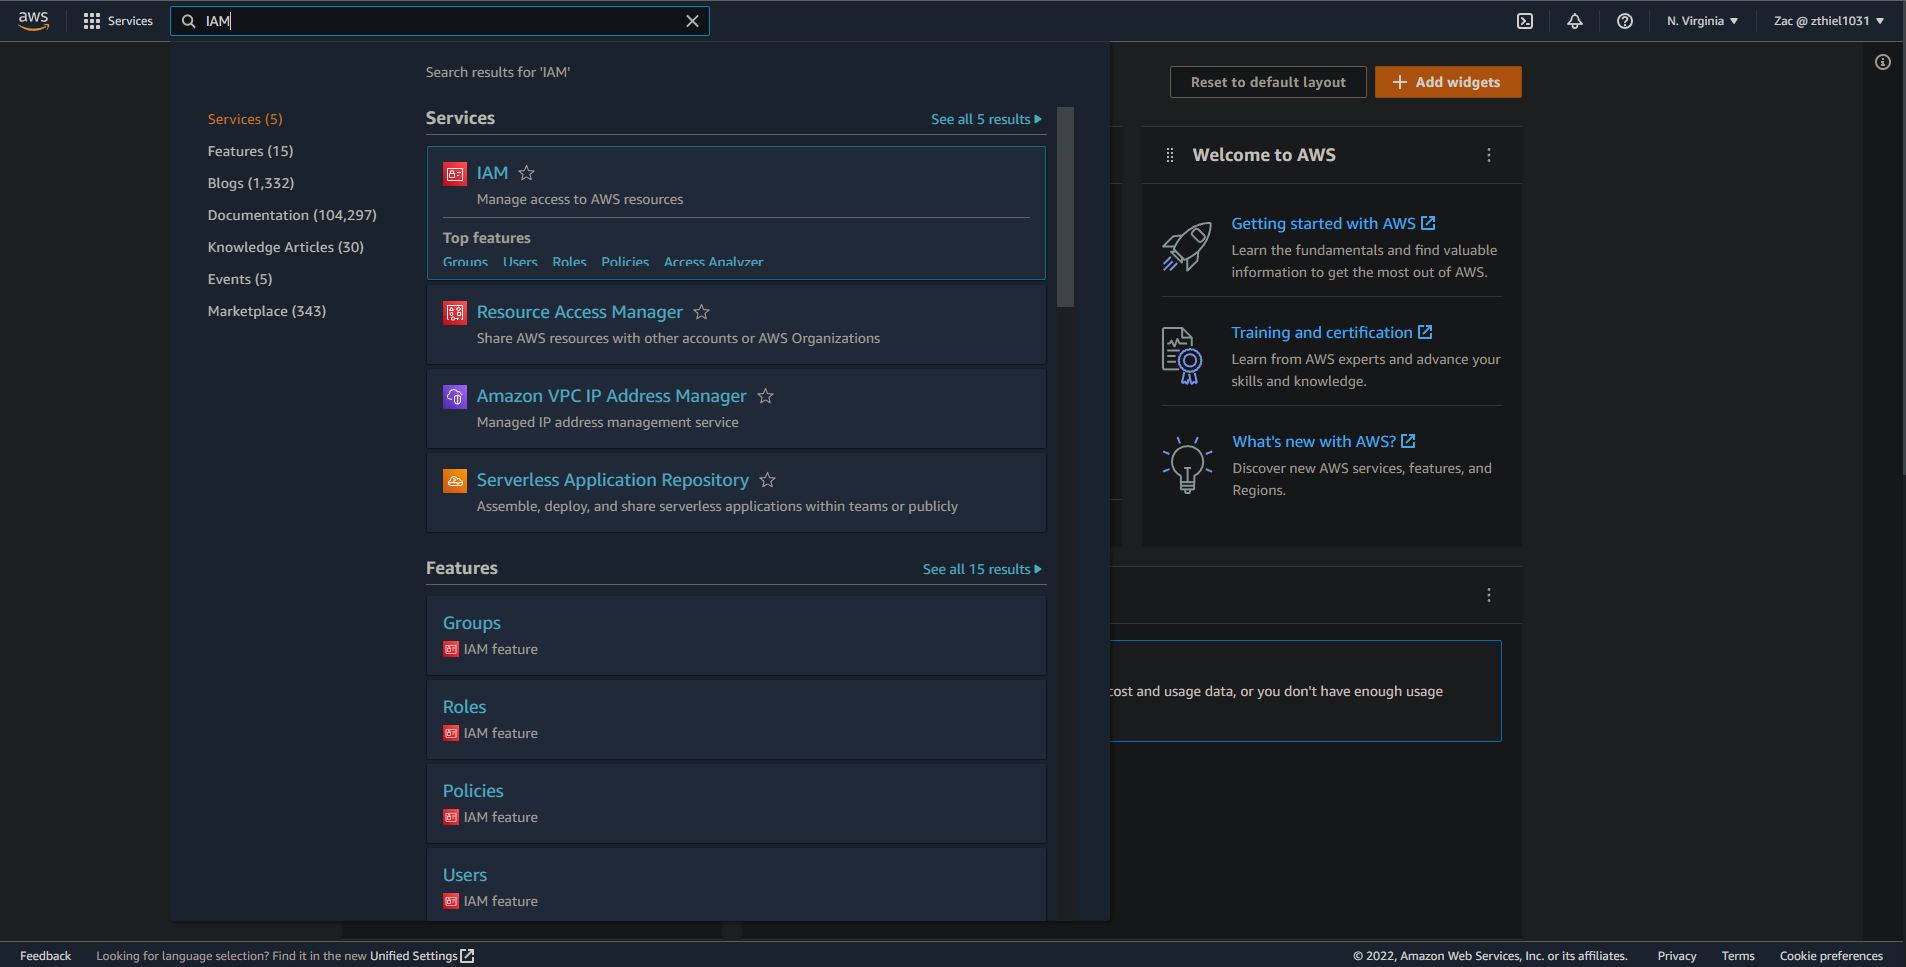 aws
Services
IAM
N. Virginia
Zac @ zthiel1031
Search results for 'IAM'
Services (5)
Features (15)
Blogs (1,332)
Documentation (104,297)
Knowledge Articles (30)
Events (5)
Marketplace (343)
Services
See all 5 results
IAM
Manage access to AWS resources
Top features
Groups Users Roles Policies Access Analyzer
Resource Access Manager
Share AWS resources with other accounts or AWS Organizations
Amazon VPC IP Address Manager
Managed IP address management service
Serverless Application Repository
Assemble, deploy, and share serverless applications within teams or publicly
Features
See all 15 results
Groups
IAM feature
Roles
IAM feature
Policies
IAM feature
Users
IAM feature
Reset to default layout
Add widgets
Welcome to AWS
Getting started with AWS
Learn the fundamentals and find valuable
information to get the most out of AWS.
Training and certification
Learn from AWS experts and advance your
skills and knowledge.
What's new with AWS?
Discover new AWS services, features, and
Regions.
cost and usage data, or you don't have enough usage
Feedback
Looking for language selection? Find it in the new Unified Settings
© 2022, Amazon Web Services, Inc. or its affiliates.
Privacy
Terms
Cookie preferences